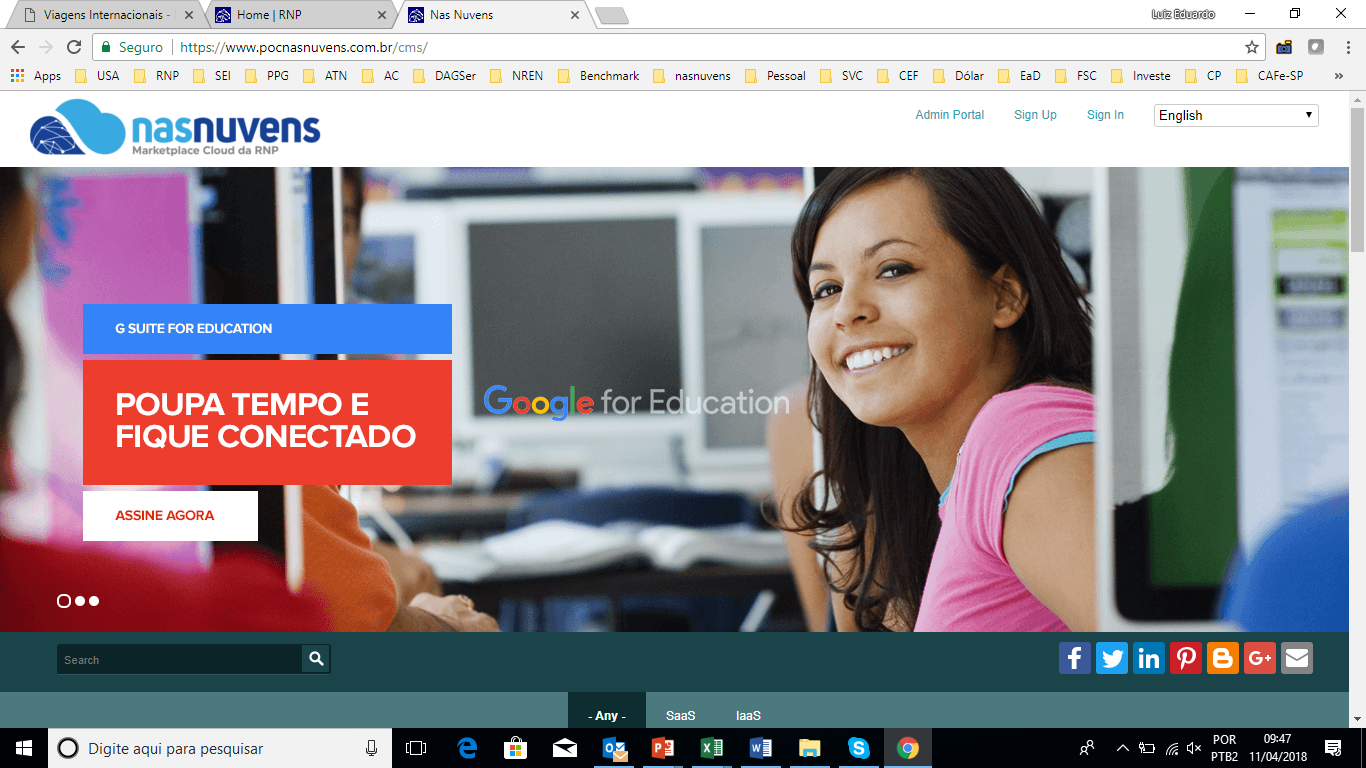 Viagens Internacionais -
Home | RNP
Nas Nuvens
Luiz Eduardo
Seguro
https://www.pocnasnuvens.com.br/cms/
Apps USA RNP SEI PPG ATN AC DAGSer NREN Benchmark nasnuvens Pessoal SVC CEF Dólar EaD FSC Investe CP CAFe-SP »
nasnuvens
Marketplace Cloud da RNP
Admin Portal Sign Up Sign In English
G SUITE FOR EDUCATION
POUPA TEMPO E
FIQUE CONECTADO
Google for Education
ASSINE AGORA
Search
- Any - SaaS IaaS
Digite aqui para pesquisar
POR
PTB2
09:47
11/04/2018